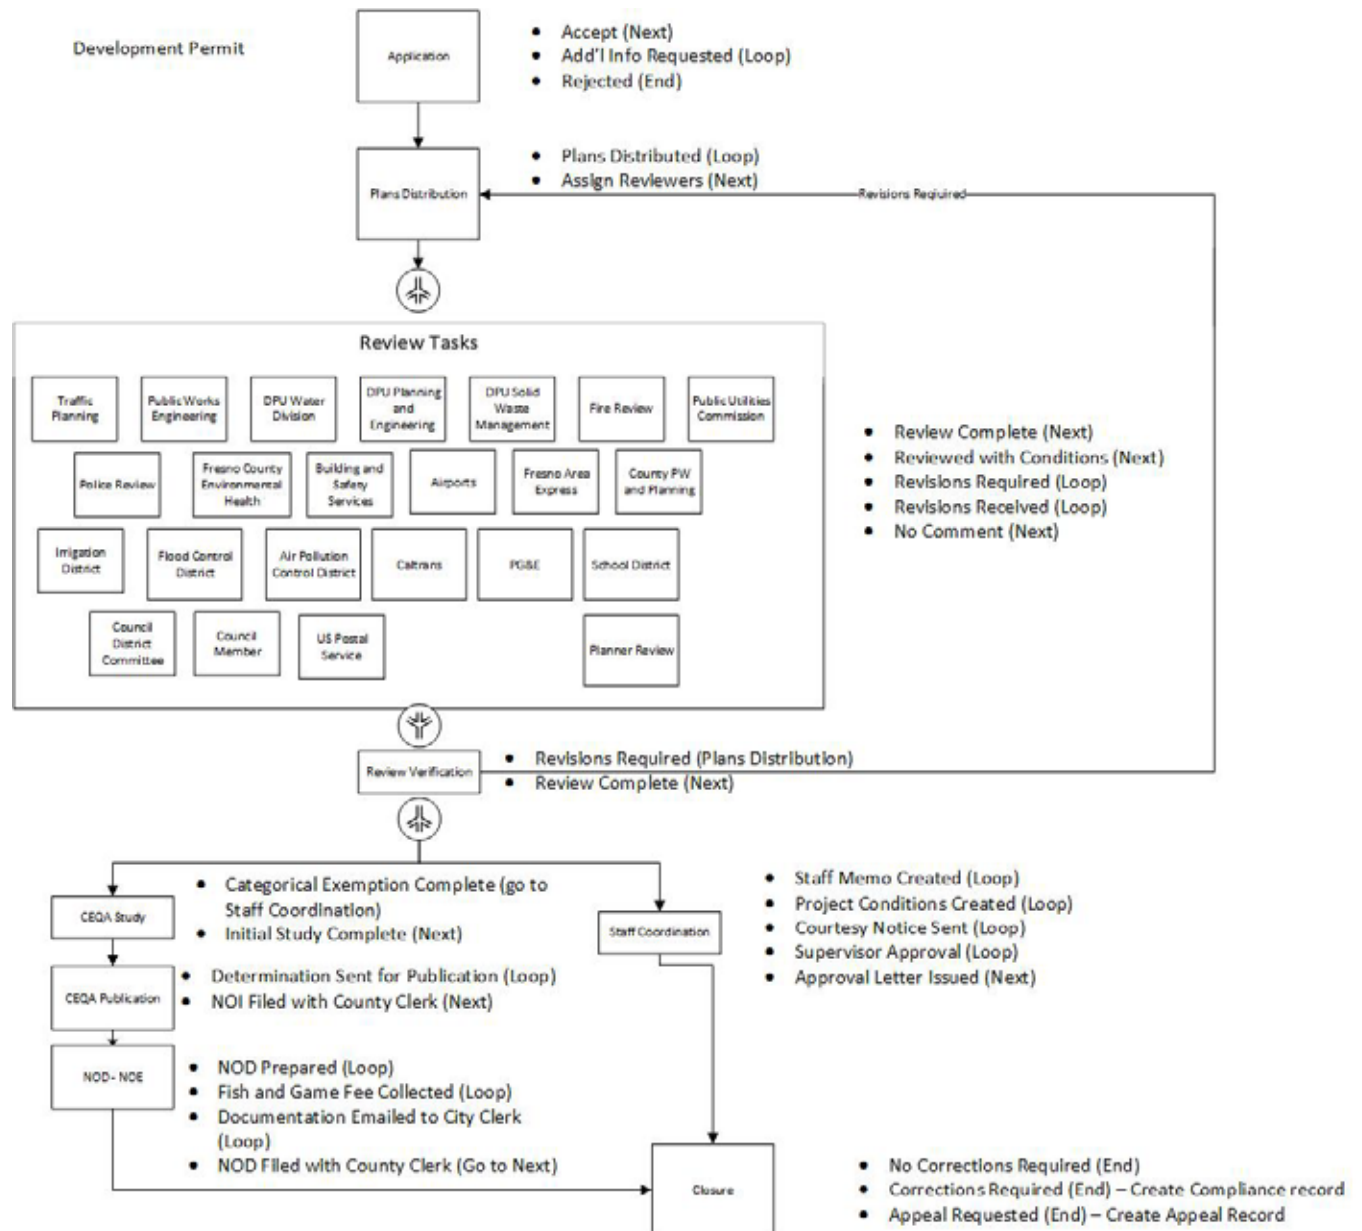 Development Permit
Application
• Accept (Next)
• Add'l Info Requested (Loop)
• Rejected (End)
Plans Distribution
• Plans Distributed (Loop)
• Assign Reviewers (Next)
Revisions Reqiuired
Review Tasks
Traffic
Planning
Public Works
Engineering
DPU Water
Division
DPU Planning
and
Engineering
DPU Solid
Waste
Management
Fire Review
Public Utilities
Commission
Police Review
Fresno County
Environmental
Health
Building and
Safety
Services
Airports
Fresno Area
Express
County PW
and Planning
Irrigation
District
Flood Control
District
Air Pollution
Control District
Caltrans
PG&E
School District
Council
District
Committee
Council
Member
US Postal
Service
Planner Review
• Review Complete (Next)
• Reviewed with Conditions (Next)
• Revisions Required (Loop)
• Revisions Received (Loop)
• No Comment (Next)
Review Verification
• Revisions Required (Plans Distribution)
• Review Complete (Next)
CEQA Study
• Categorical Exemption Complete (go to
Staff Coordination)
• Initial Study Complete (Next)
Staff Coordination
• Staff Memo Created (Loop)
• Project Conditions Created (Loop)
• Courtesy Notice Sent (Loop)
• Supervisor Approval (Loop)
• Approval Letter Issued (Next)
CEQA Publication
• Determination Sent for Publication (Loop)
• NOI Filed with County Clerk (Next)
NOD- NOE
• NOD Prepared (Loop)
• Fish and Game Fee Collected (Loop)
• Documentation Emailed to City Clerk
(Loop)
• NOD Filed with County Clerk (Go to Next)
Closure
• No Corrections Required (End)
• Corrections Required (End) – Create Compliance record
• Appeal Requested (End) – Create Appeal Record